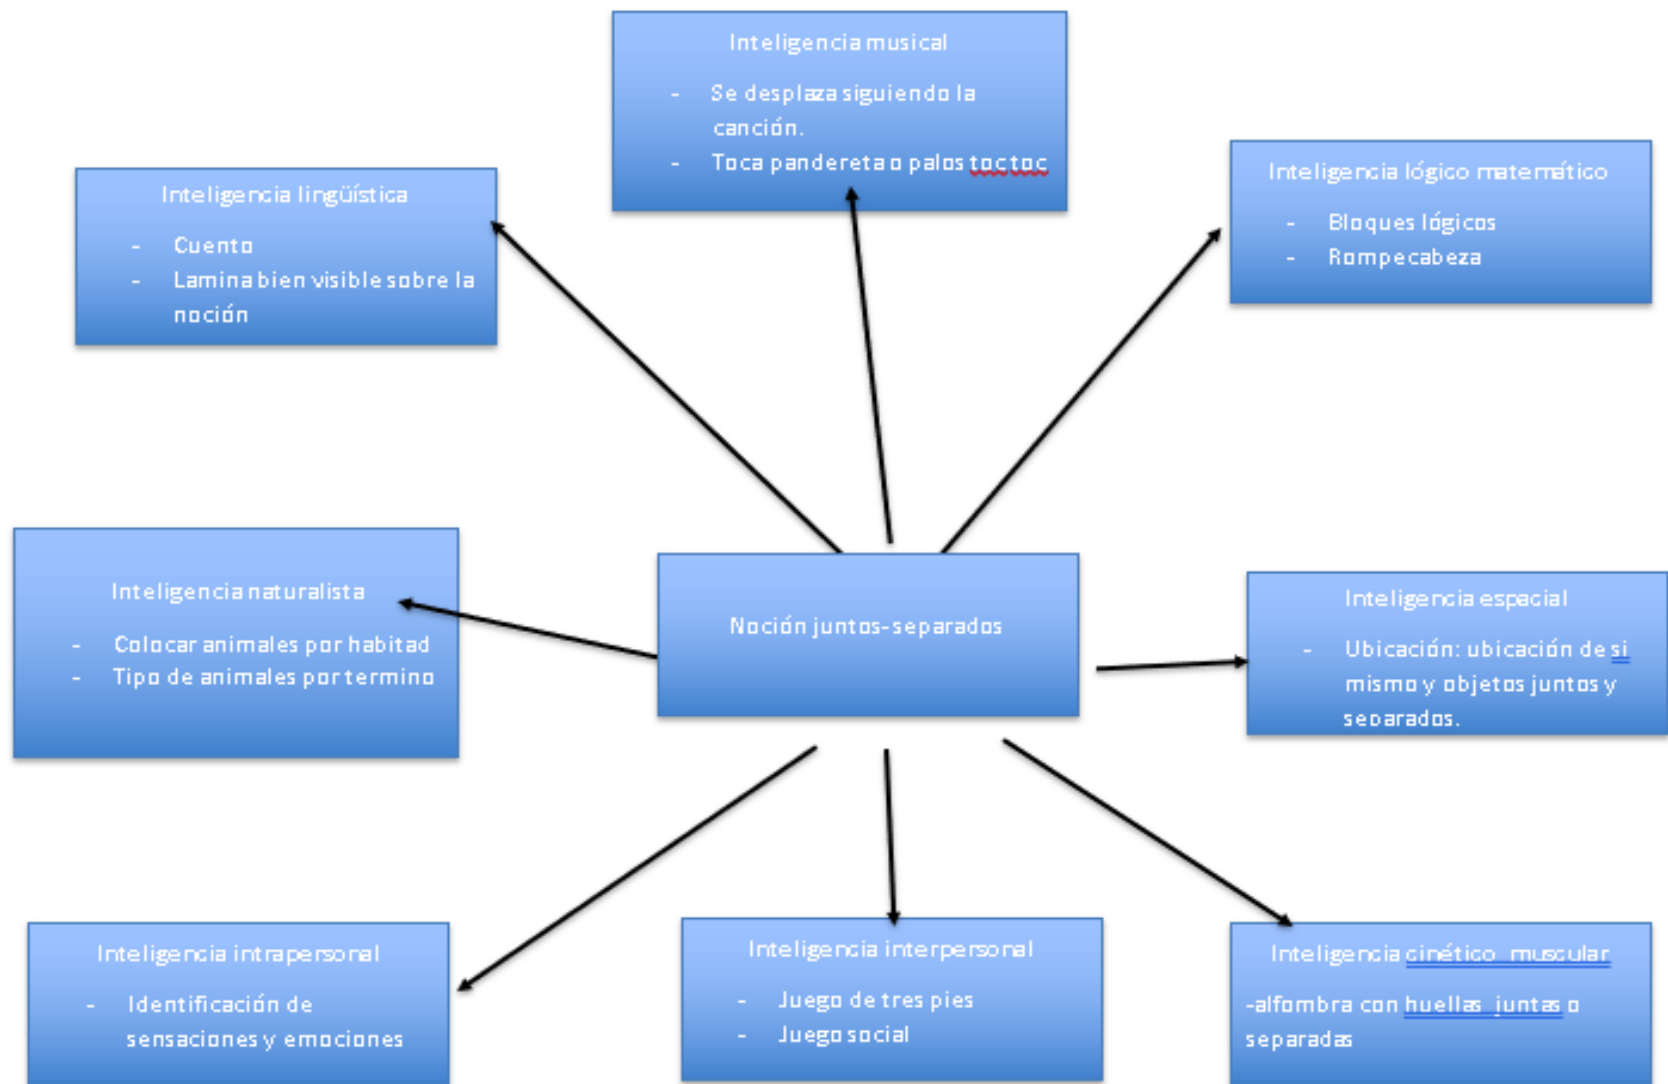 Inteligencia musical
- Se desplaza siguiendo la
canción.
- Toca pandereta o palos toc toc
Inteligencia lingüística
- Cuento
- Lamina bien visible sobre la
noción
Inteligencia lógico matemático
- Bloques lógicos
- Rompecabeza
Inteligencia naturalista
- Colocar animales por habitad
- Tipo de animales por termino
Noción juntos-separados
Inteligencia espacial
- Ubicación: ubicación de si
mismo y objetos juntos y
separados.
Inteligencia intrapersonal
- Identificación de
sensaciones y emociones
Inteligencia interpersonal
- Juego de tres pies
- Juego social
Inteligencia cinético muscular
-alfombra con huellas juntas o
separadas